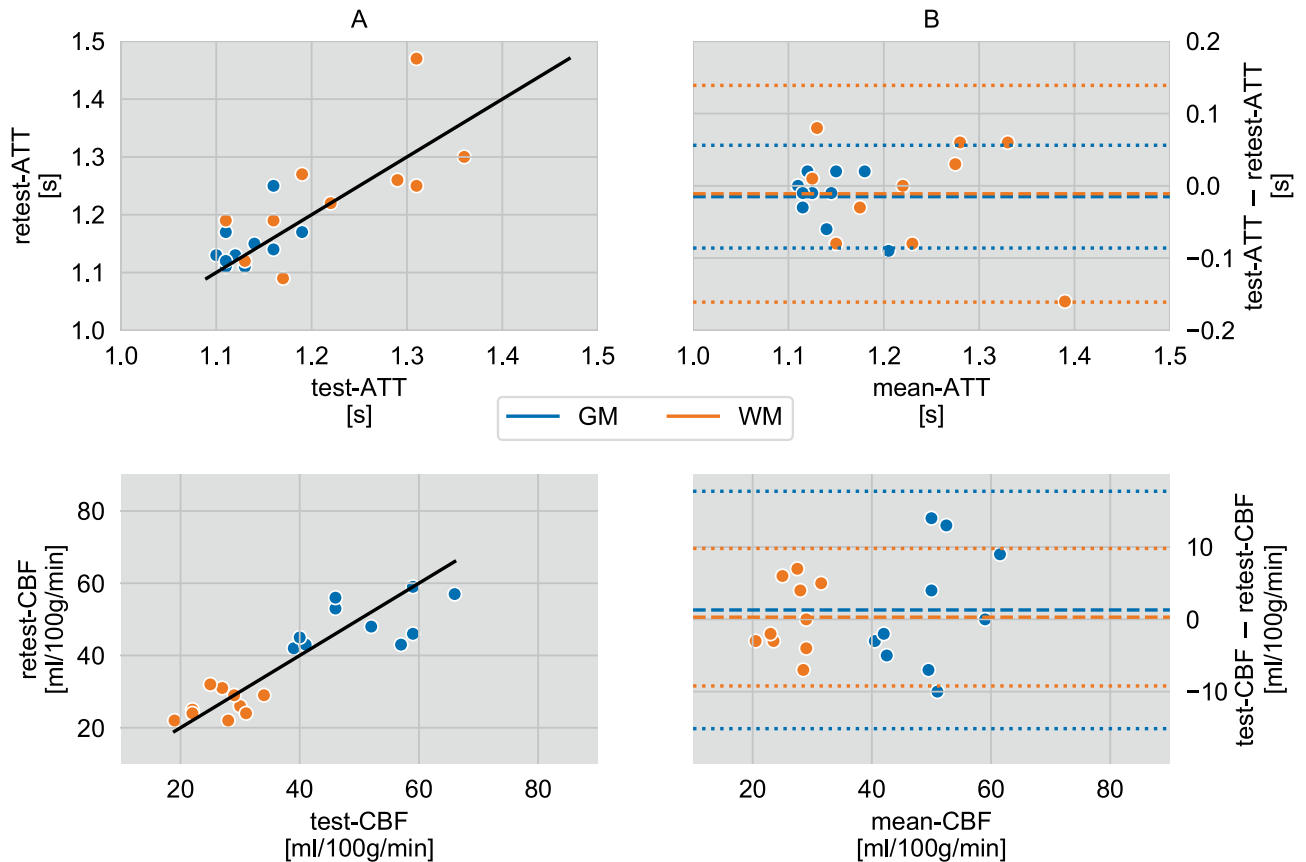 A
B
1.5
1.4
1.3
1.2
1.1
1.0
retest-ATT
[s]
1.0 1.1 1.2 1.3 1.4 1.5
test-ATT
[s]
0.2
0.1
0.0
−0.1
−0.2
test-ATT − retest-ATT
[s]
1.0 1.1 1.2 1.3 1.4 1.5
mean-ATT
[s]
GM WM
80
60
40
20
retest-CBF
[ml/100g/min]
20 40 60 80
test-CBF
[ml/100g/min]
10
0
−10
test-CBF − retest-CBF
[ml/100g/min]
20 40 60 80
mean-CBF
[ml/100g/min]